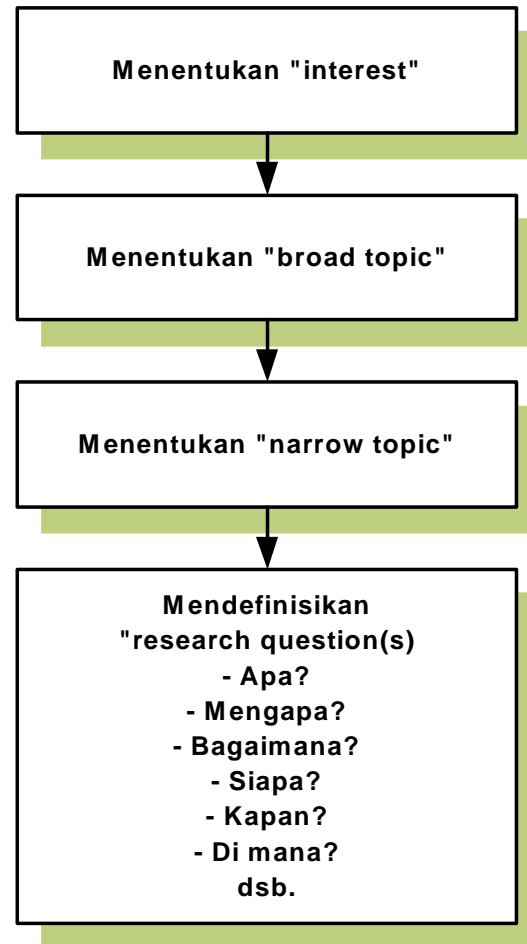 Menentukan "interest"
Menentukan "broad topic"
Menentukan "narrow topic"
Mendefinisikan
"research question(s)
- Apa?
- Mengapa?
- Bagaimana?
- Siapa?
- Kapan?
- Di mana?
dsb.